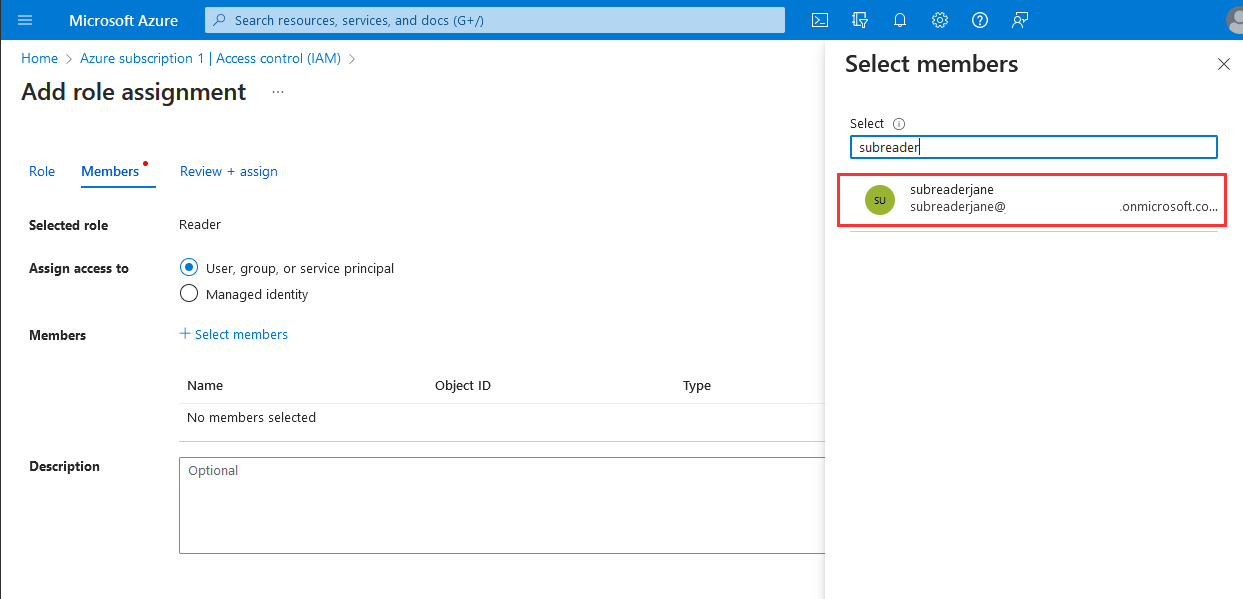 Microsoft Azure
Search resources, services, and docs (G+/)
Home > Azure subscription 1 | Access control (IAM) >
Add role assignment ...
Role Members Review + assign
Selected role Reader
Assign access to User, group, or service principal
Managed identity
Members + Select members
Name Object ID Type
No members selected
Description Optional
Select members
Select
subreader
SU
subreaderjane
subreaderjane@ .onmicrosoft.co...